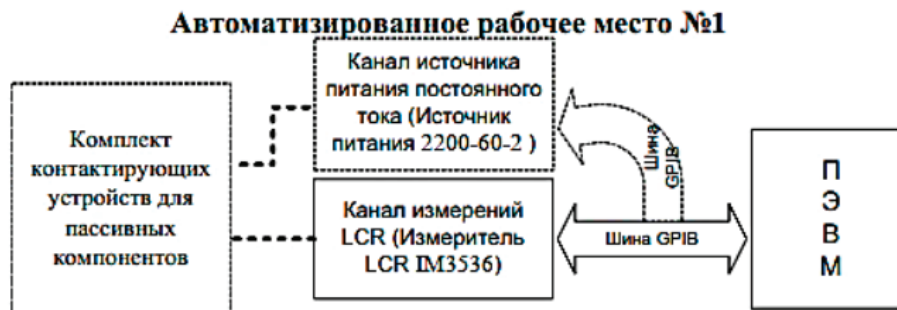 Автоматизированное рабочее место №1
Комплект
контактирующих
устройств для
пассивных
компонентов
Канал источника
питания постоянного
тока (Источник
питания 2200-60-2 )
Канал измерений
LCR (Измеритель
LCR IM3536)
Шина
GPIB
Шина GPIB
П
Э
В
М